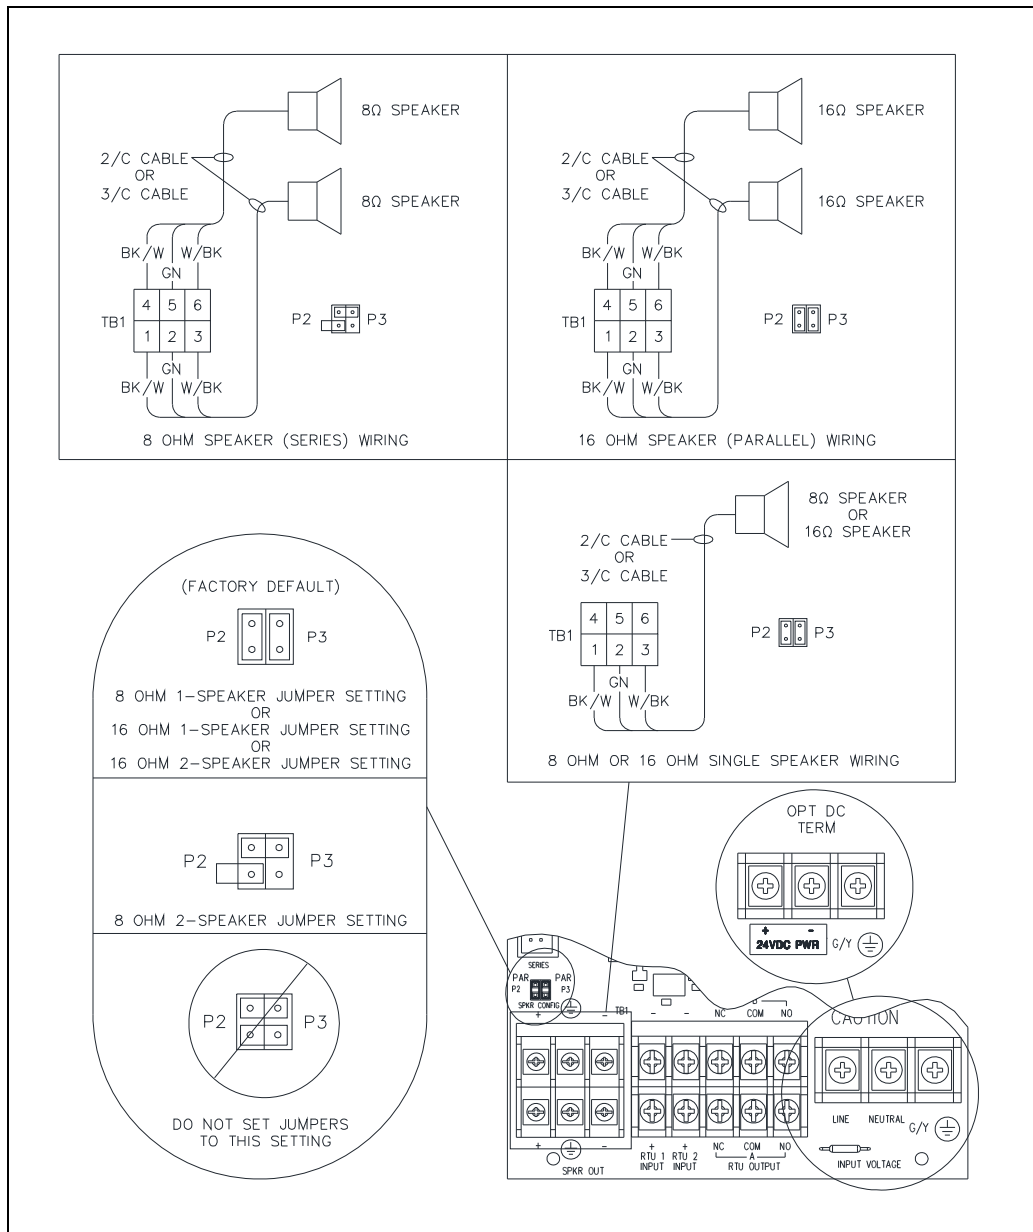 8Ω SPEAKER
2/C CABLE
OR
3/C CABLE
8Ω SPEAKER
BK/W W/BK
GN
4 5 6
TB1
1 2 3
P2 P3
GN
BK/W W/BK
8 OHM SPEAKER (SERIES) WIRING
16Ω SPEAKER
2/C CABLE
OR
3/C CABLE
16Ω SPEAKER
BK/W W/BK
GN
4 5 6
TB1
1 2 3
P2 P3
GN
BK/W W/BK
16 OHM SPEAKER (PARALLEL) WIRING
8Ω SPEAKER
OR
16Ω SPEAKER
2/C CABLE
OR
3/C CABLE
4 5 6
TB1
1 2 3
P2 P3
GN
BK/W W/BK
8 OHM OR 16 OHM SINGLE SPEAKER WIRING
(FACTORY DEFAULT)
P2 P3
8 OHM 1-SPEAKER JUMPER SETTING
OR
16 OHM 1-SPEAKER JUMPER SETTING
OR
16 OHM 2-SPEAKER JUMPER SETTING
P2 P3
8 OHM 2-SPEAKER JUMPER SETTING
P2 P3
DO NOT SET JUMPERS
TO THIS SETTING
OPT DC
TERM
+ -
24VDC PWR G/Y
SERIES
PAR PAR
P2 P3
SPKR CONFIG
+ - TB1
- - NC COM NO
CAUTION
LINE NEUTRAL G/Y
INPUT VOLTAGE
+ -
SPKR OUT
+ + NC COM NO
RTU 1 RTU 2 A
INPUT INPUT RTU OUTPUT